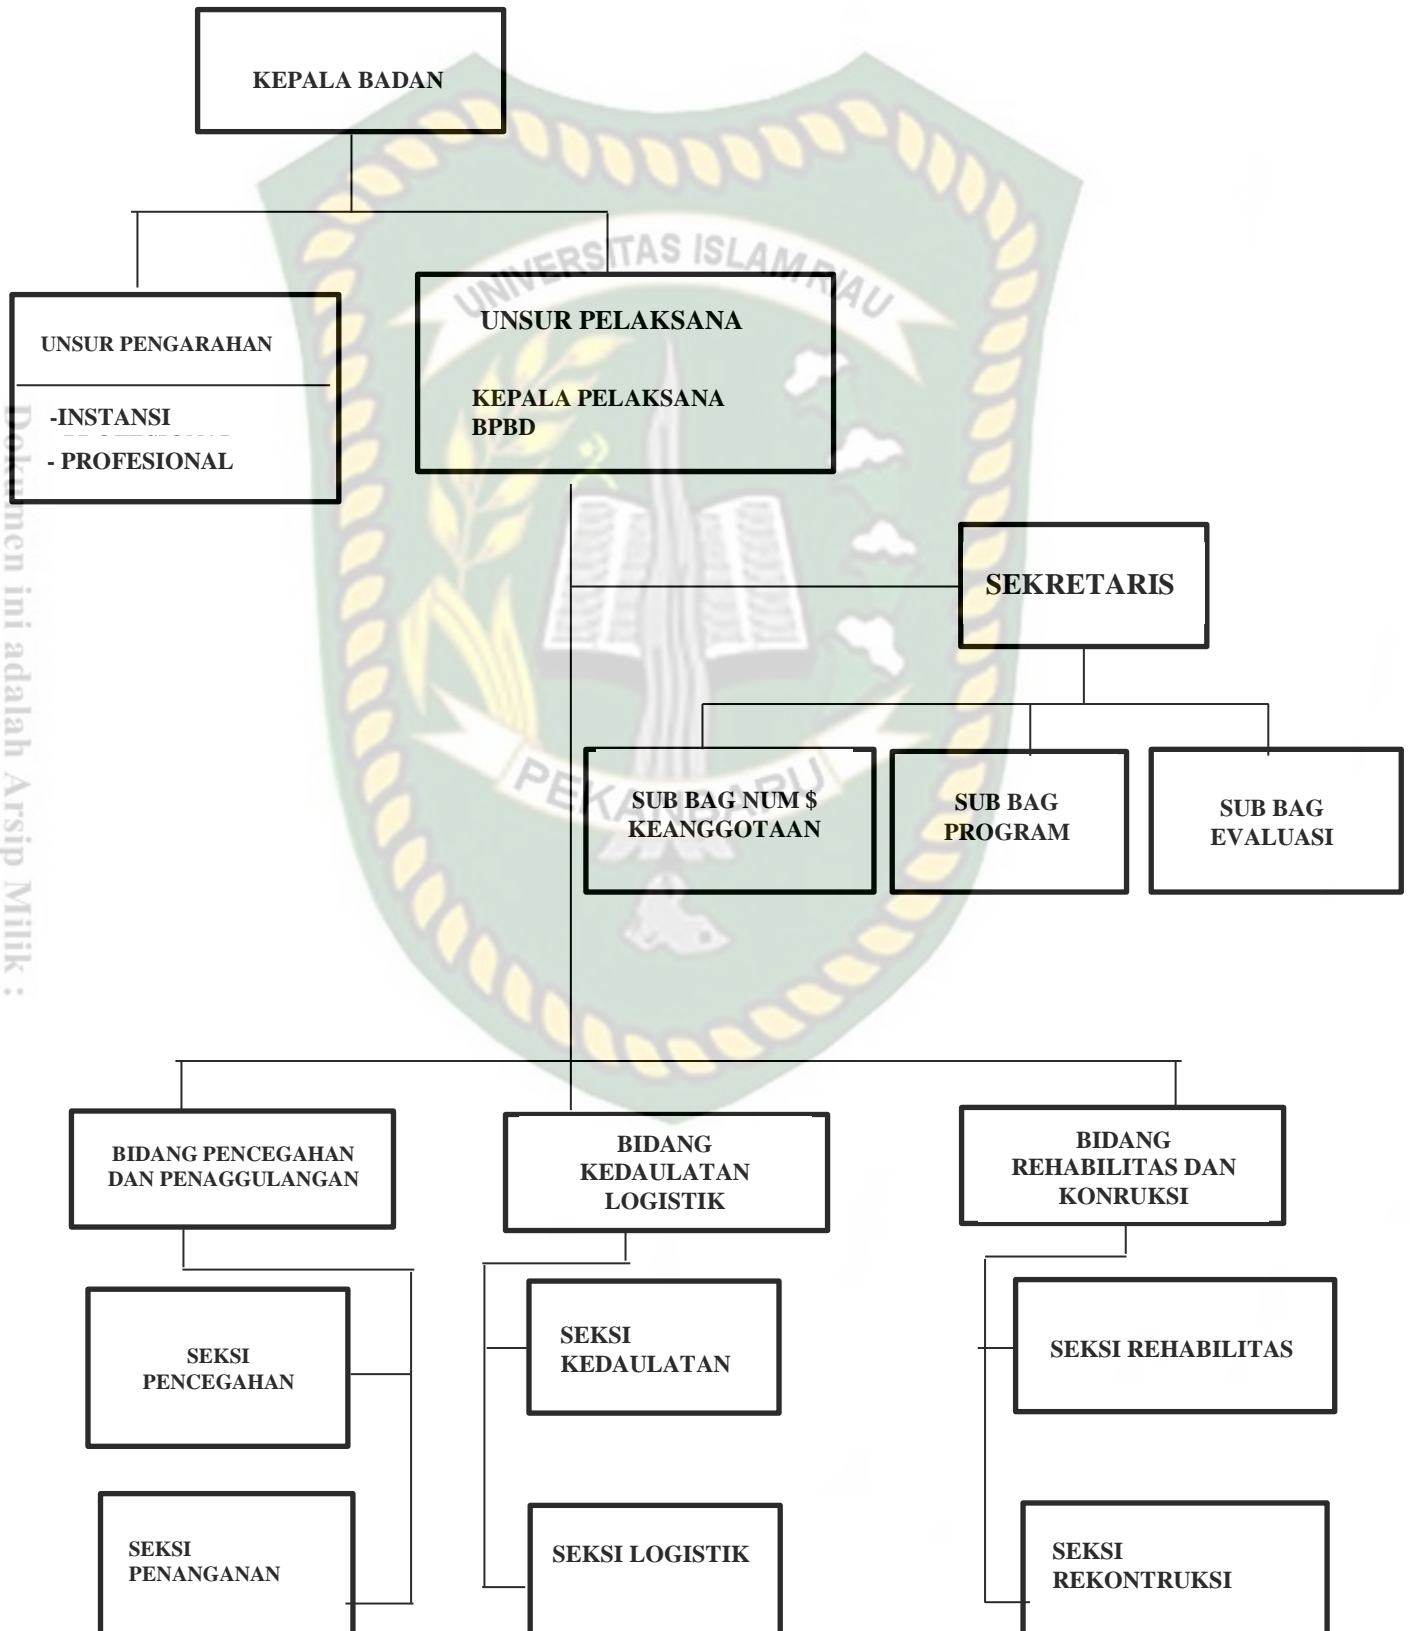 KEPALA BADAN
UNIVERSITAS ISLAM RIAU
UNSUR PENGARAHAN
-INSTANSI
- PROFESIONAL
UNSUR PELAKSANA
KEPALA PELAKSANA
BPBD
SEKRETARIS
PEKANBARU
SUB BAG NUM $
KEANGGOTAAN
SUB BAG
PROGRAM
SUB BAG
EVALUASI
Dokumen ini adalah Arsip Milik :
BIDANG PENCEGAHAN
DAN PENAGGULANGAN
BIDANG
KEDAULATAN
LOGISTIK
BIDANG
REHABILITAS DAN
KONRUKSI
SEKSI
PENCEGAHAN
SEKSI
KEDAULATAN
SEKSI REHABILITAS
SEKSI
PENANGANAN
SEKSI LOGISTIK
SEKSI
REKONTRUKSI